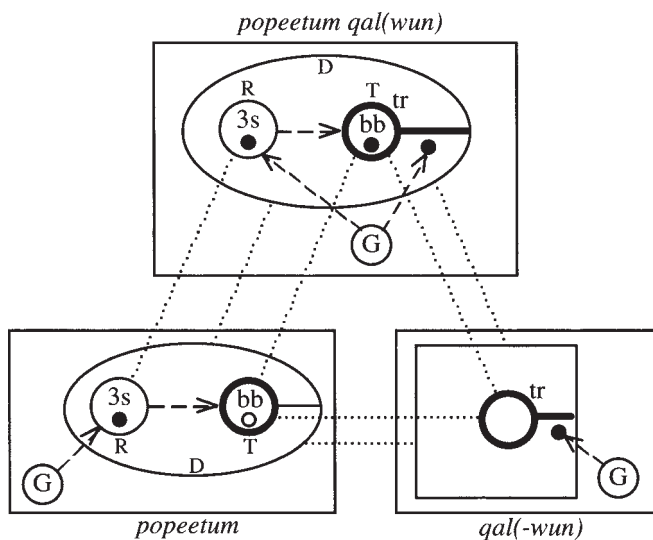 popeetum qal(wun)
D
R
T
tr
3s
bb
G
3s
bb
R
T
D
G
popeetum
tr
G
qal(-wun)